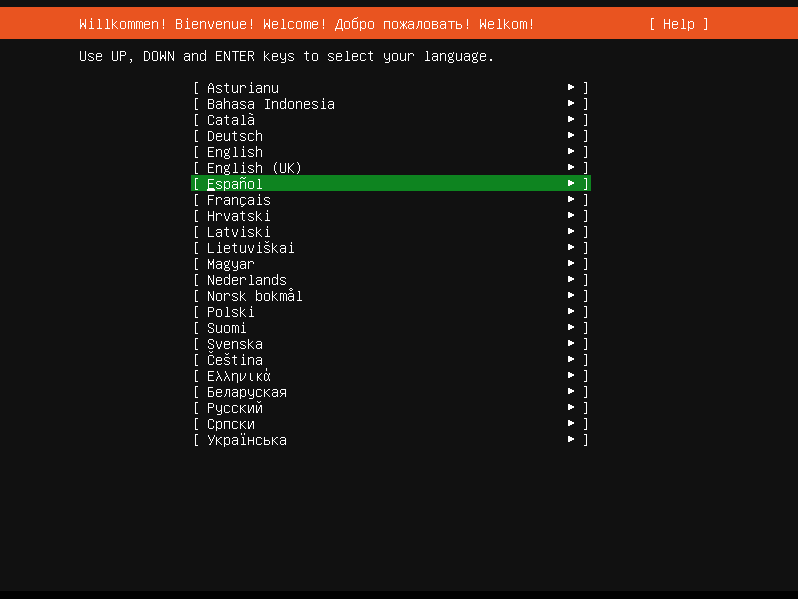 Willkommen! Bienvenue! Welcome! Добро пожаловать! Welkom! [ Help ]
Use UP, DOWN and ENTER keys to select your language.
[ Asturianu ▸ ]
[ Bahasa Indonesia ▸ ]
[ Català ▸ ]
[ Deutsch ▸ ]
[ English ▸ ]
[ English (UK) ▸ ]
[ Español ▸ ]
[ Français ▸ ]
[ Hrvatski ▸ ]
[ Latviski ▸ ]
[ Lietuviškai ▸ ]
[ Magyar ▸ ]
[ Nederlands ▸ ]
[ Norsk bokmål ▸ ]
[ Polski ▸ ]
[ Suomi ▸ ]
[ Svenska ▸ ]
[ Čeština ▸ ]
[ Ελληνικά ▸ ]
[ Беларуская ▸ ]
[ Русский ▸ ]
[ Српски ▸ ]
[ Українська ▸ ]